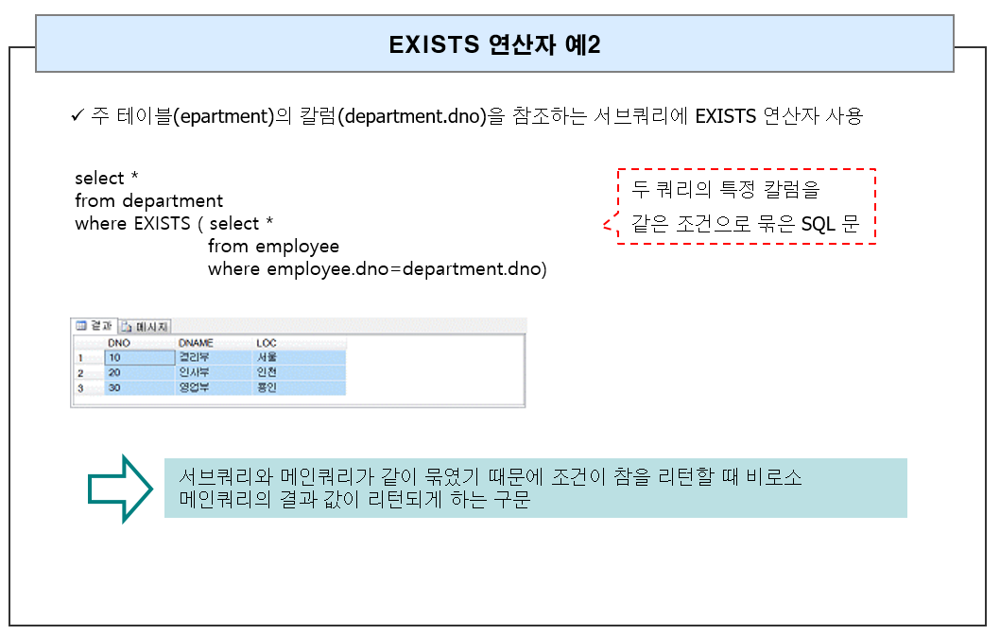 EXISTS 연산자 예2
✓ 주 테이블(epartment)의 칼럼(department.dno)을 참조하는 서브쿼리에 EXISTS 연산자 사용
select *
from department
where EXISTS ( select *
from employee
where employee.dno=department.dno)
두 쿼리의 특정 칼럼을
같은 조건으로 묶은 SQL 문
결과 메시지
DNO DNAME LOC
1 10 경리부 서울
2 20 인사부 인천
3 30 영업부 용인
서브쿼리와 메인쿼리가 같이 묶였기 때문에 조건이 참을 리턴할 때 비로소
메인쿼리의 결과 값이 리턴되게 하는 구문